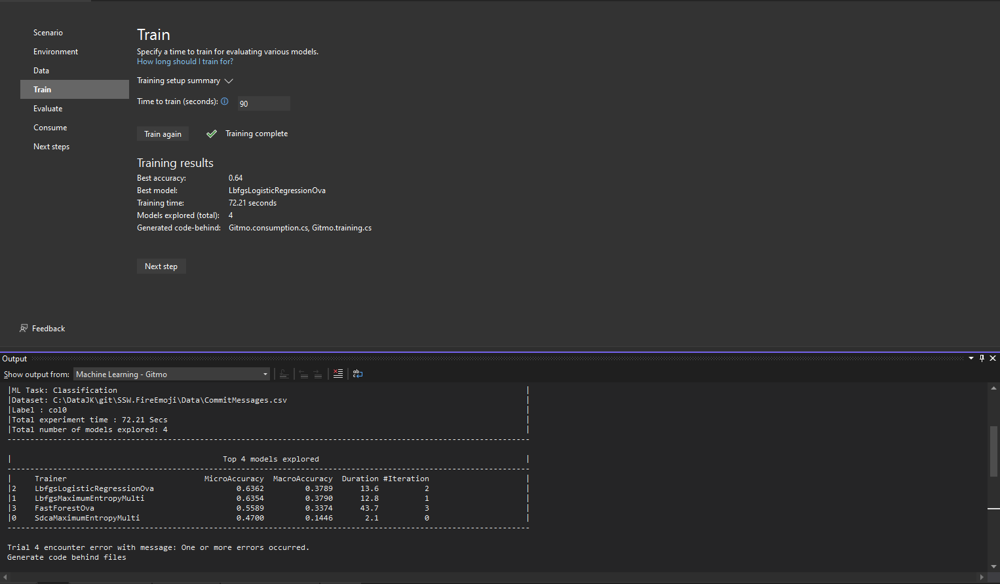 Scenario
Environment
Data
Train
Evaluate
Consume
Next steps
Feedback
Train
Specify a time to train for evaluating various models.
How long should I train for?
Training setup summary
Time to train (seconds): 90
Train again Training complete
Training results
Best accuracy: 0.64
Best model: LbfgsLogisticRegressionOva
Training time: 72.21 seconds
Models explored (total): 4
Generated code-behind: Gitmo.consumption.cs, Gitmo.training.cs
Next step
Output
Show output from: Machine Learning - Gitmo
|ML Task: Classification |
|Dataset: C:\DataJK\git\SSW.FireEmoji\Data\CommitMessages.csv |
|Label : col0 |
|Total experiment time : 72.21 Secs |
|Total number of models explored: 4 |
------------------------------------------------------------------------------------------------------------------
| Top 4 models explored |
------------------------------------------------------------------------------------------------------------------
| Trainer MicroAccuracy MacroAccuracy Duration #Iteration |
|2 LbfgsLogisticRegressionOva 0.6362 0.3789 13.6 2 |
|1 LbfgsMaximumEntropyMulti 0.6354 0.3790 12.8 1 |
|3 FastForestOva 0.5589 0.3374 43.7 3 |
|0 SdcaMaximumEntropyMulti 0.4700 0.1446 2.1 0 |
------------------------------------------------------------------------------------------------------------------
Trial 4 encounter error with message: One or more errors occurred.
Generate code behind files